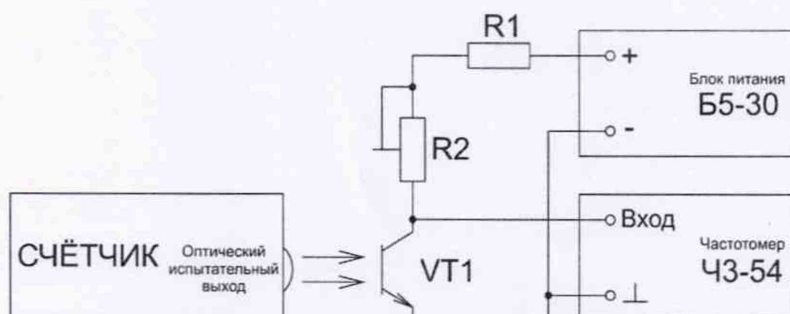 R1
+
Блок питания
Б5-30
-
R2
Вход
СЧЁТЧИК
Оптический
испытательный
выход
VT1
Частотомер
Ч3-54
⊥